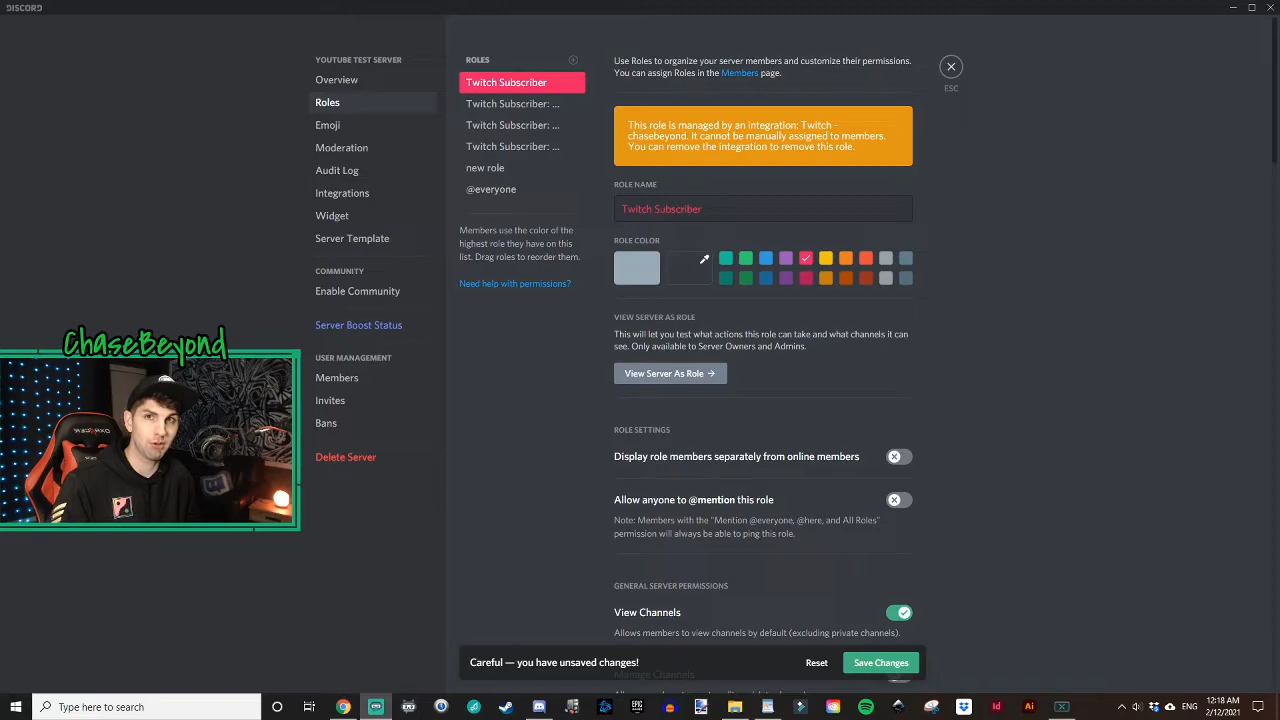 DISCORD
YOUTUBE TEST SERVER
Overview
Roles
Emoji
Moderation
Audit Log
Integrations
Widget
Server Template
COMMUNITY
Enable Community
Server Boost Status
USER MANAGEMENT
Members
Invites
Bans
Delete Server
ROLES
Twitch Subscriber
Twitch Subscriber: ...
Twitch Subscriber: ...
Twitch Subscriber: ...
new role
@everyone
Members use the color of the
highest role they have on this
list. Drag roles to reorder them.
Need help with permissions?
Use Roles to organize your server members and customize their permissions.
You can assign Roles in the Members page.
ESC
This role is managed by an integration: Twitch -
chasebeyond. It cannot be manually assigned to members.
You can remove the integration to remove this role.
ROLE NAME
Twitch Subscriber
ROLE COLOR
VIEW SERVER AS ROLE
This will let you test what actions this role can take and what channels it can
see. Only available to Server Owners and Admins.
View Server As Role →
ROLE SETTINGS
Display role members separately from online members
Allow anyone to @mention this role
Note: Members with the "Mention @everyone, @here, and All Roles"
permission will always be able to ping this role.
GENERAL SERVER PERMISSIONS
View Channels
Allows members to view channels by default (excluding private channels).
Manage Channels
Careful — you have unsaved changes!
Reset
Save Changes
ChaseBeyond
Type here to search
EPIC
Id
Ai
12:18 AM
2/12/2021